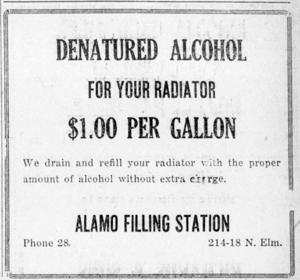 DENATURED ALCOHOL
FOR YOUR RADIATOR
$1.00 PER GALLON
We drain and refill your radiator with the proper
amount of alcohol without extra charge.
ALAMO FILLING STATION
Phone 28. 214-18 N. Elm.